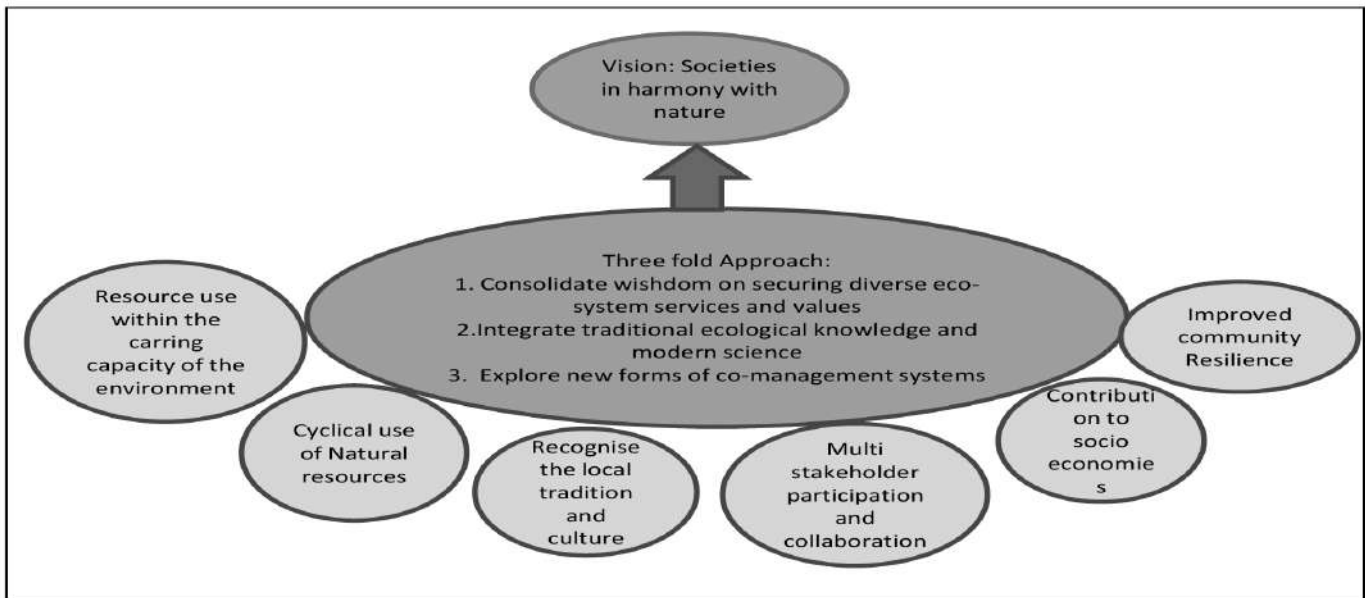 Vision: Societies
in harmony with
nature
Three fold Approach:
1. Consolidate wishdom on securing diverse eco-
system services and values
2.Integrate traditional ecological knowledge and
modern science
3. Explore new forms of co-management systems
Resource use
within the
carring
capacity of the
environment
Cyclical use
of Natural
resources
Recognise
the local
tradition
and
culture
Multi
stakeholder
participation
and
collaboration
Contributi
on to
socio
economie
s
Improved
community
Resilience